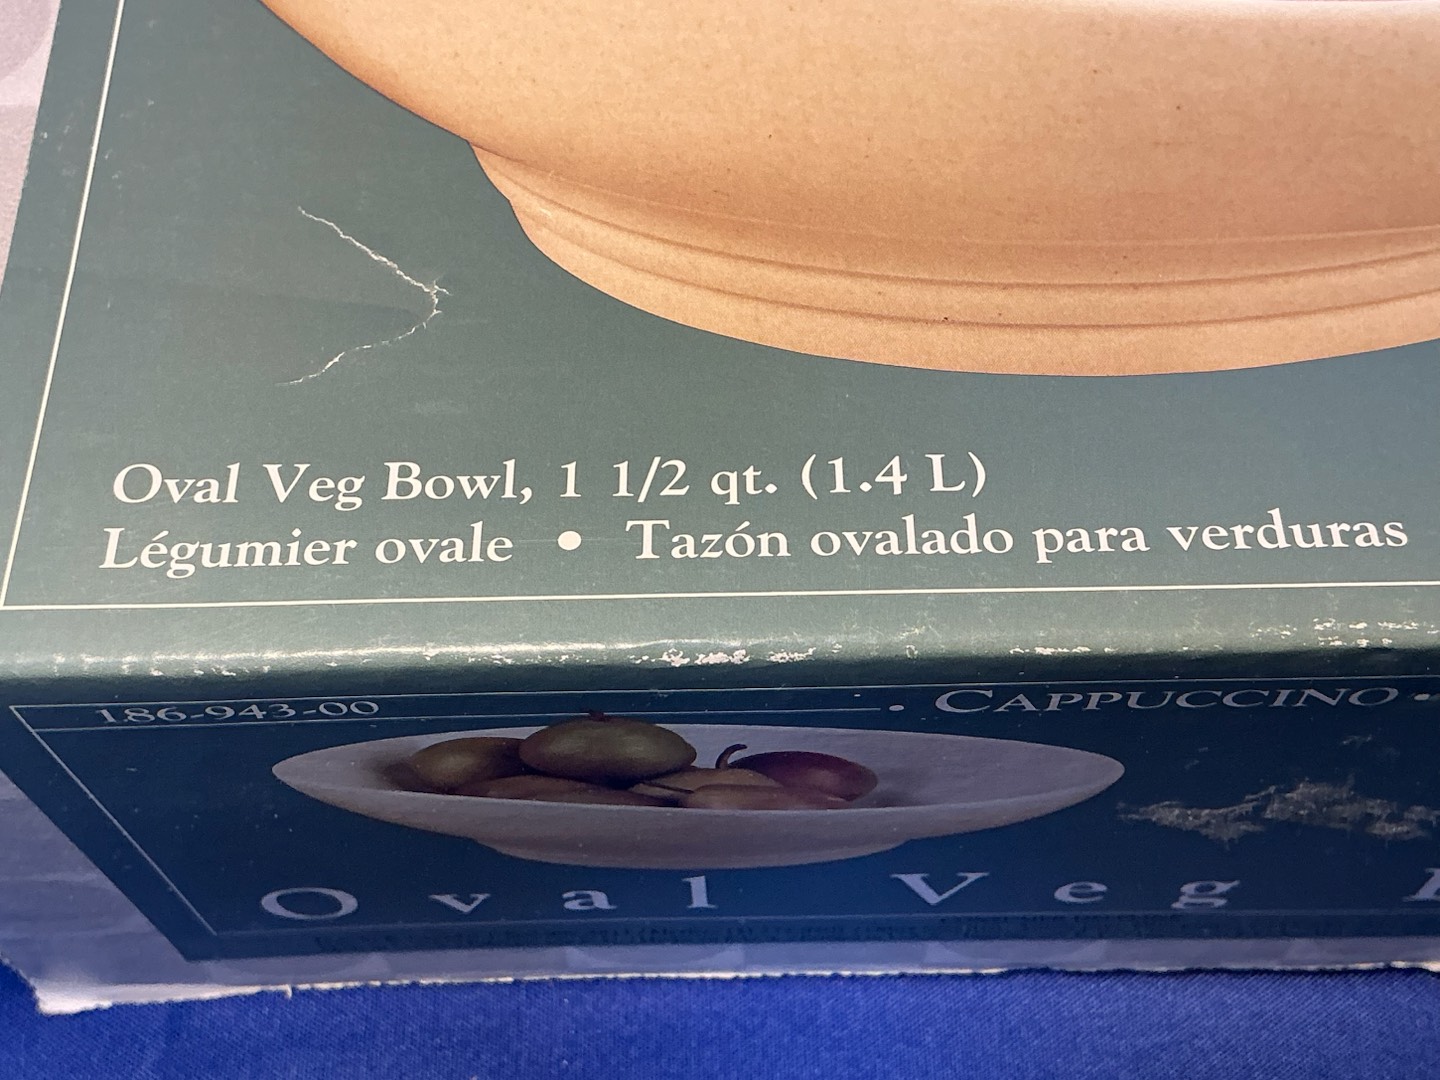 Oval Veg Bowl, 1 1/2 qt. (1.4 L)
Légumier ovale • Tazón ovalado para verduras
186-943-00 • CAPPUCCINO •
Oval Veg